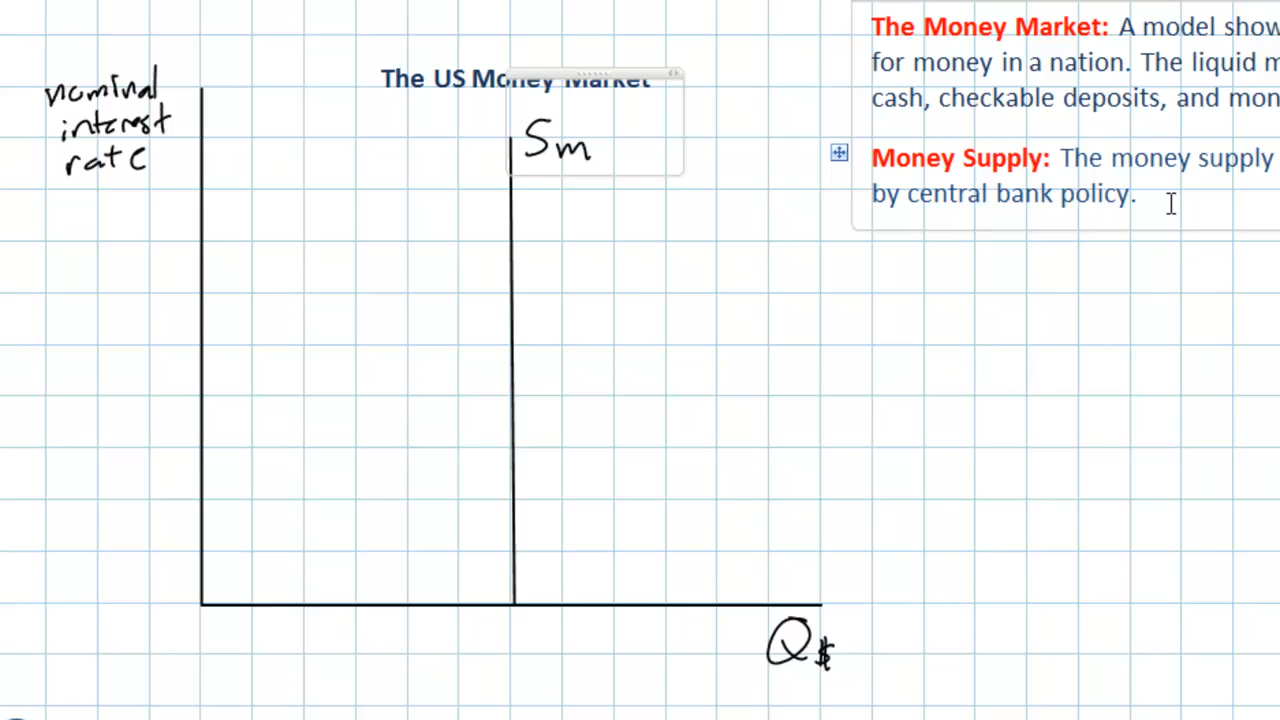 The US Money Market
nominal
interest
rate
Sm
Q$
The Money Market: A model show
for money in a nation. The liquid m
cash, checkable deposits, and mon
Money Supply: The money supply
by central bank policy.